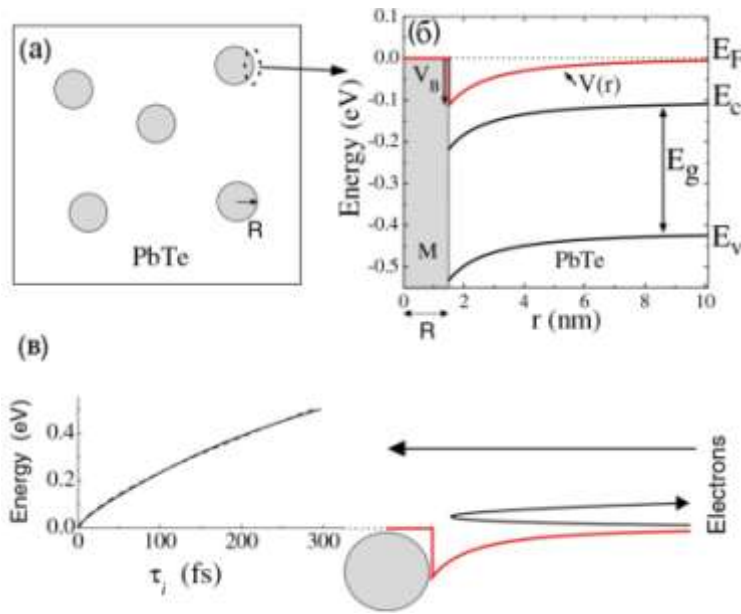 (а)
R
PbTe
(б)
Energy (eV)
0.1
0.0
-0.1
-0.2
-0.3
-0.4
-0.5
V_B
V(r)
E_F
E_c
E_g
E_v
M
PbTe
0 2 4 6 8 10
r (nm)
R
(в)
Energy (eV)
0.4
0.2
0.0
0 100 200 300
τ_i (fs)
Electrons